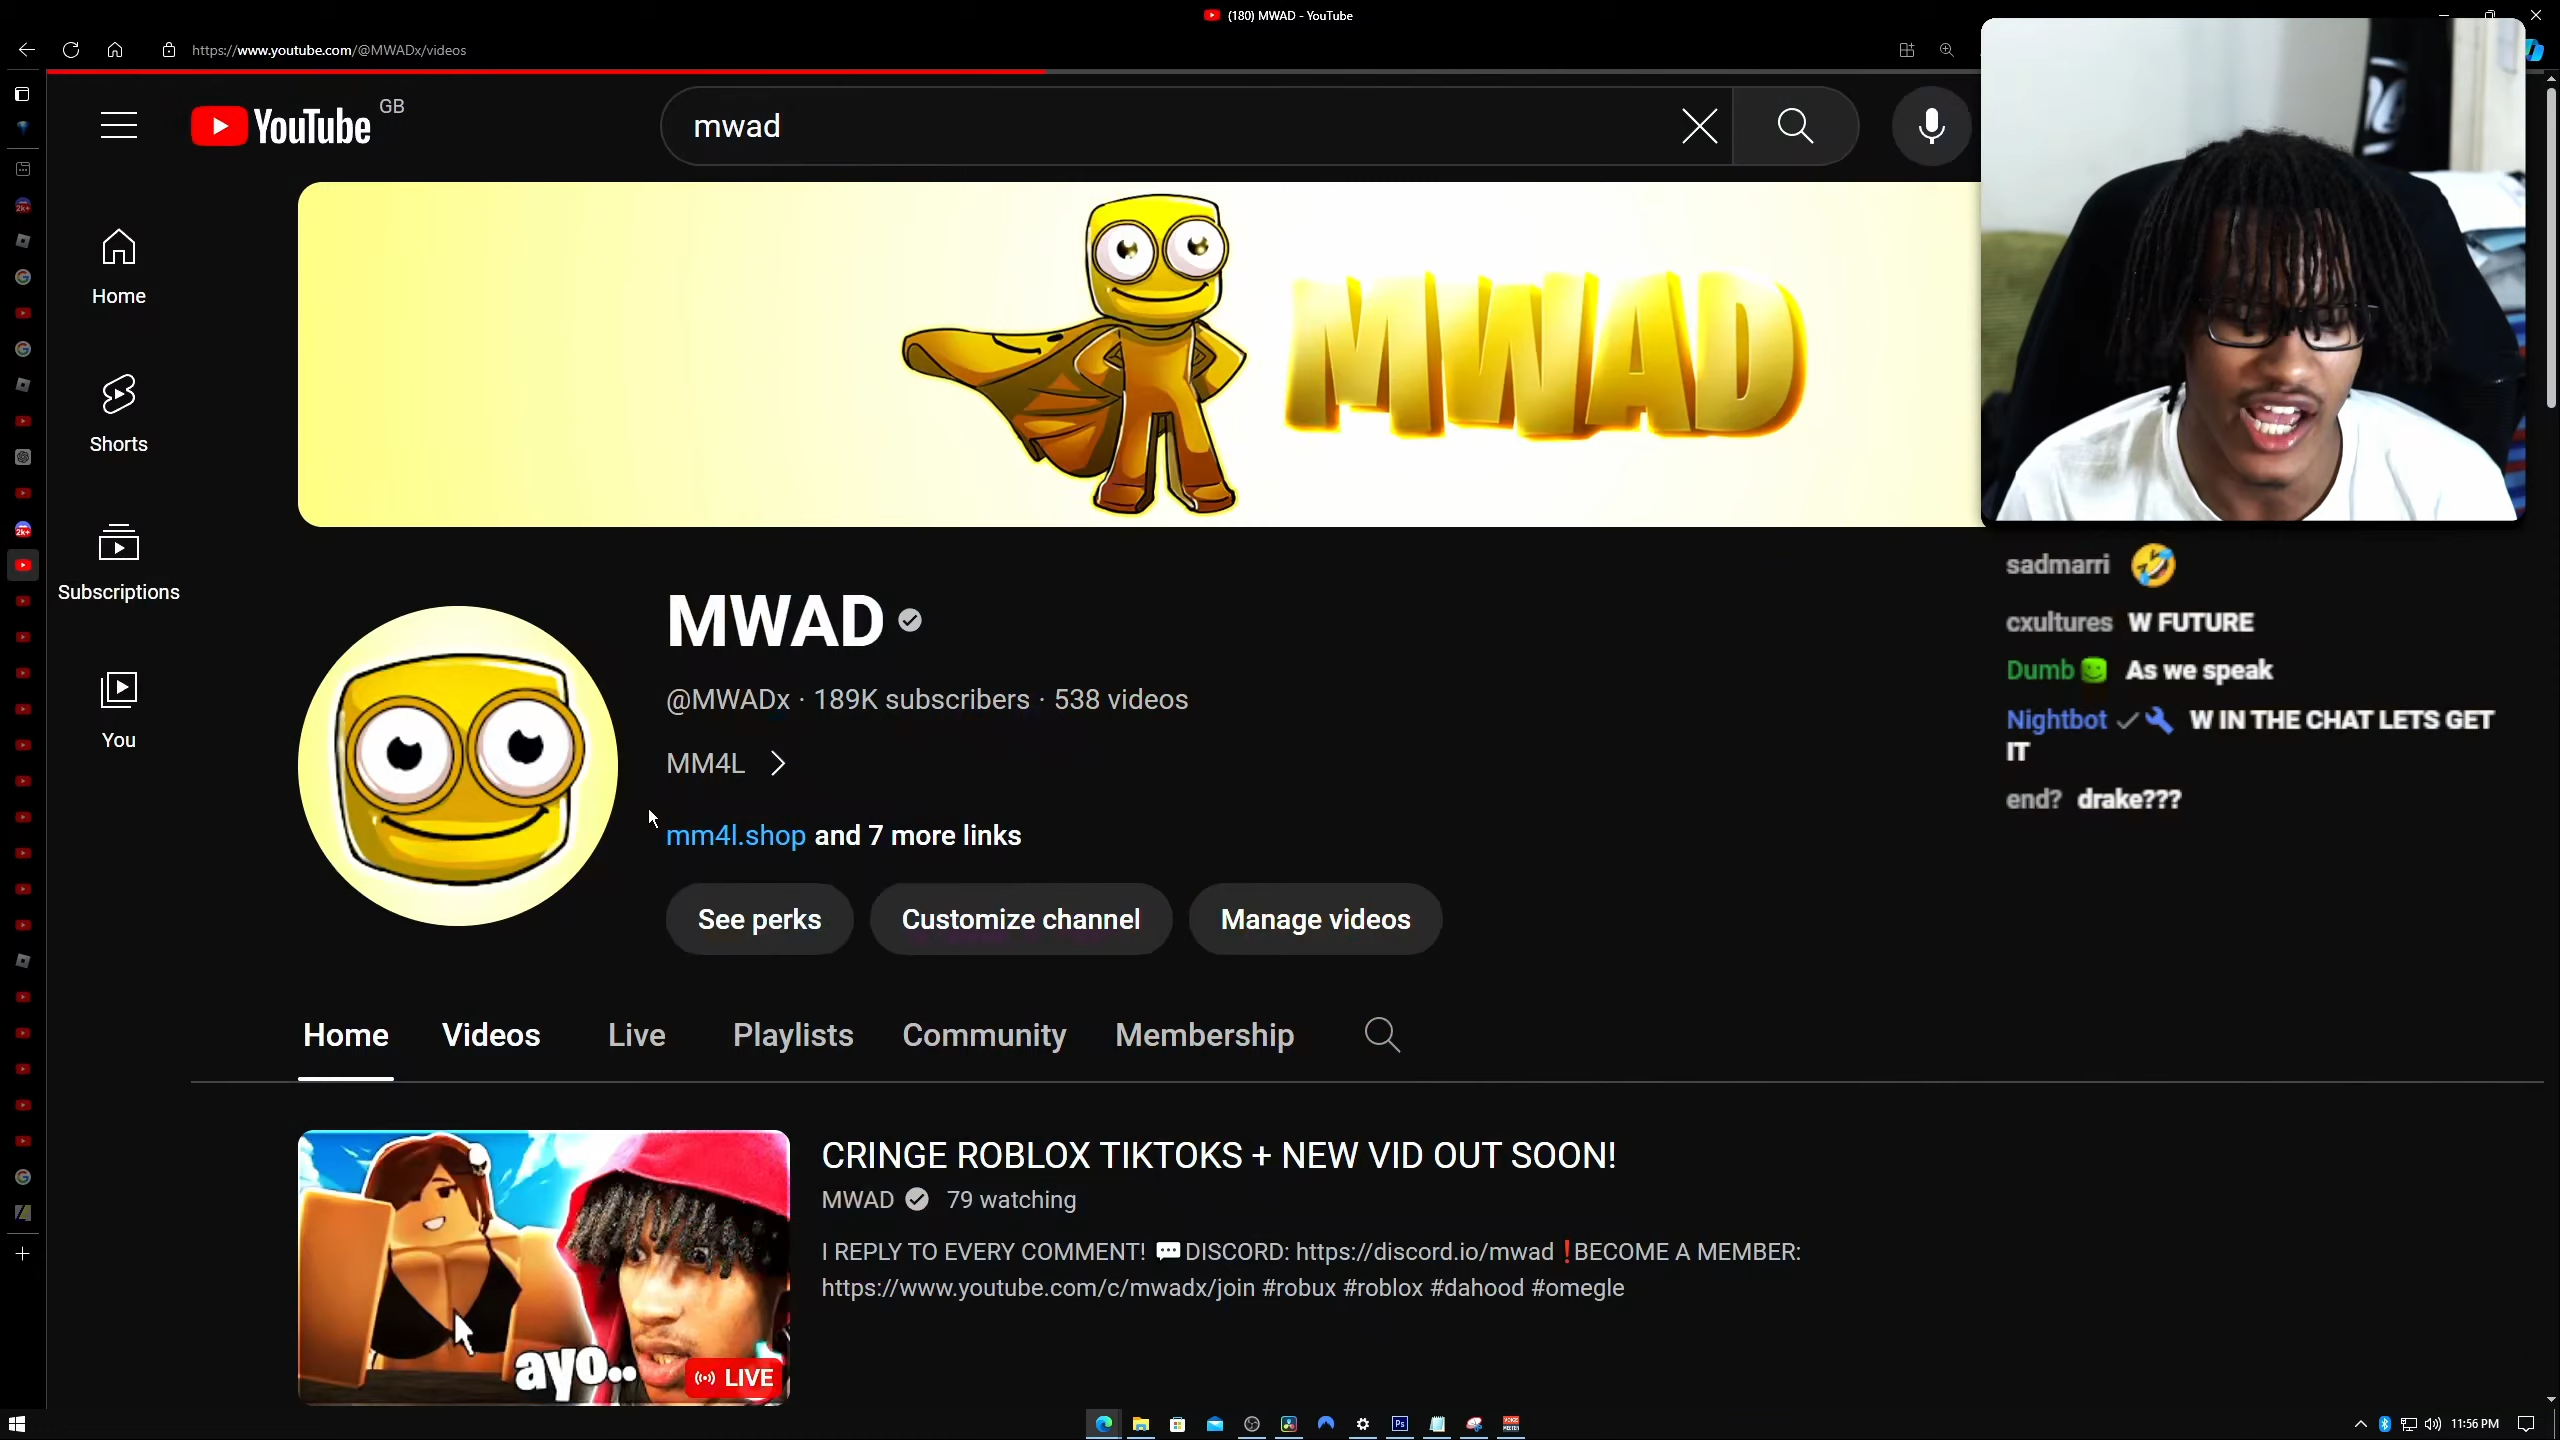 (180) MWAD - YouTube
https://www.youtube.com/@MWADx/videos
YouTube GB
mwad
Home
Shorts
Subscriptions
You
MWAD
MWAD
@MWADx · 189K subscribers · 538 videos
MM4L
mm4l.shop and 7 more links
See perks
Customize channel
Manage videos
sadmarri
cxultures W FUTURE
Dumb As we speak
Nightbot W IN THE CHAT LETS GET
IT
end? drake???
Home Videos Live Playlists Community Membership
ayo..
LIVE
CRINGE ROBLOX TIKTOKS + NEW VID OUT SOON!
MWAD 79 watching
I REPLY TO EVERY COMMENT! 💬DISCORD: https://discord.io/mwad ❗BECOME A MEMBER:
https://www.youtube.com/c/mwadx/join #robux #roblox #dahood #omegle
2k+
2k+
Ps
11:56 PM